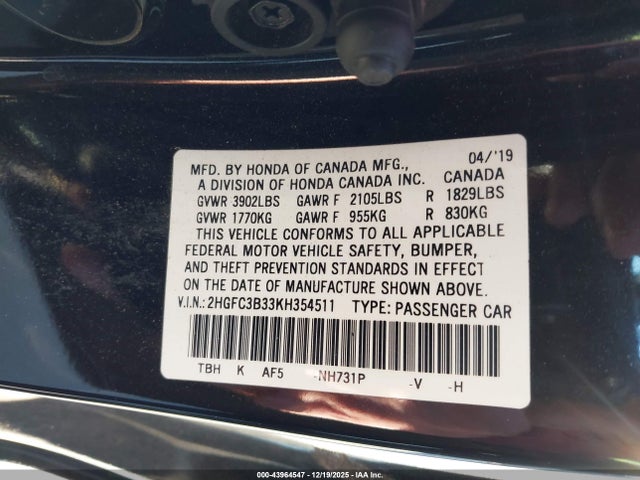 MFD. BY HONDA OF CANADA MFG., 04/'19
A DIVISION OF HONDA CANADA INC. CANADA
GVWR 3902LBS GAWR F 2105LBS R 1829LBS
GVWR 1770KG GAWR F 955KG R 830KG
THIS VEHICLE CONFORMS TO ALL APPLICABLE
FEDERAL MOTOR VEHICLE SAFETY, BUMPER,
AND THEFT PREVENTION STANDARDS IN EFFECT
ON THE DATE OF MANUFACTURE SHOWN ABOVE.
V.I.N.: 2HGFC3B33KH354511 TYPE: PASSENGER CAR
TBH K AF5 -NH731P -V -H
000-43964547 - 12/19/2025 - IAA Inc.